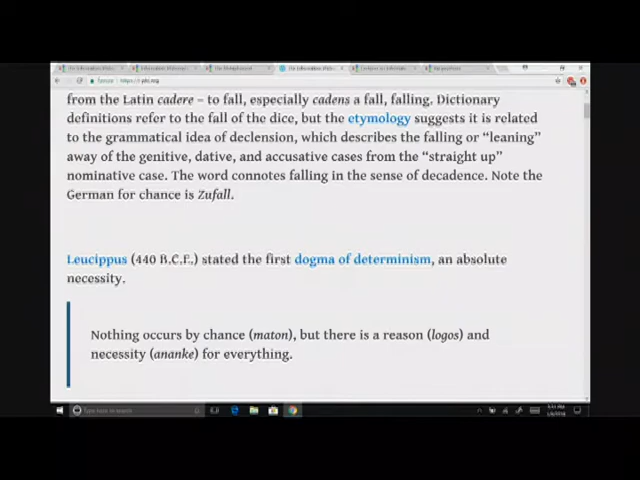 from the Latin cadere – to fall, especially cadens a fall, falling. Dictionary
definitions refer to the fall of the dice, but the etymology suggests it is related
to the grammatical idea of declension, which describes the falling or “leaning”
away of the genitive, dative, and accusative cases from the “straight up”
nominative case. The word connotes falling in the sense of decadence. Note the
German for chance is Zufall.
Leucippus (440 B.C.E.) stated the first dogma of determinism, an absolute
necessity.
Nothing occurs by chance (maton), but there is a reason (logos) and
necessity (ananke) for everything.
Type here to search